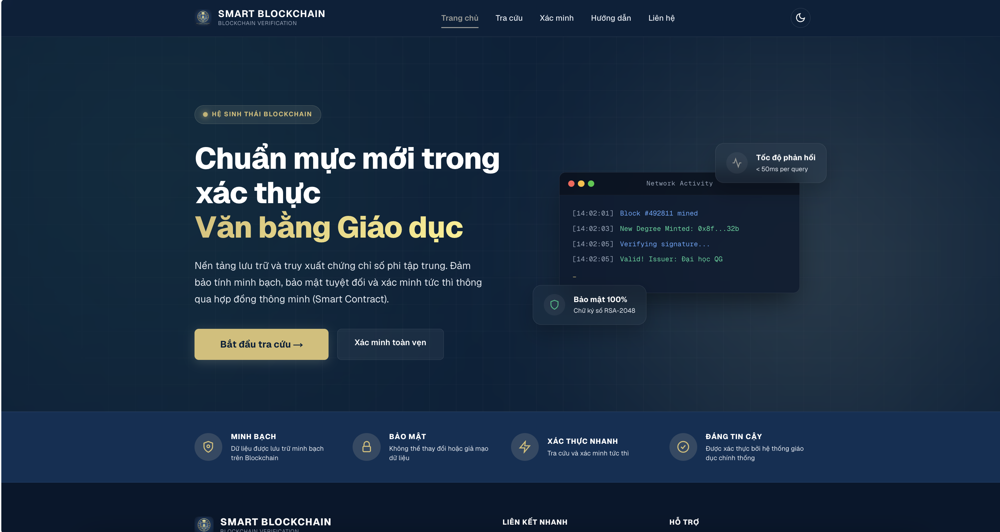 SMART BLOCKCHAIN
BLOCKCHAIN VERIFICATION
Trang chủ
Tra cứu
Xác minh
Hướng dẫn
Liên hệ
HỆ SINH THÁI BLOCKCHAIN
Chuẩn mực mới trong
xác thực
Văn bằng Giáo dục
Nền tảng lưu trữ và truy xuất chứng chỉ số phi tập trung. Đảm
bảo tính minh bạch, bảo mật tuyệt đối và xác minh tức thì thông
qua hợp đồng thông minh (Smart Contract).
Bắt đầu tra cứu →
Xác minh toàn vẹn
Tốc độ phản hồi
< 50ms per query
Network Activity
[14:02:01] Block #492811 mined
[14:02:03] New Degree Minted: 0x8f...32b
[14:02:05] Verifying signature...
[14:02:05] Valid! Issuer: Đại học QG
_
Bảo mật 100%
Chữ ký số RSA-2048
MINH BẠCH
Dữ liệu được lưu trữ minh bạch
trên Blockchain
BẢO MẬT
Không thể thay đổi hoặc giả mạo
dữ liệu
XÁC THỰC NHANH
Tra cứu và xác minh tức thì
ĐÁNG TIN CẬY
Được xác thực bởi hệ thống giáo
dục chính thống
SMART BLOCKCHAIN
BLOCKCHAIN VERIFICATION
LIÊN KẾT NHANH
HỖ TRỢ